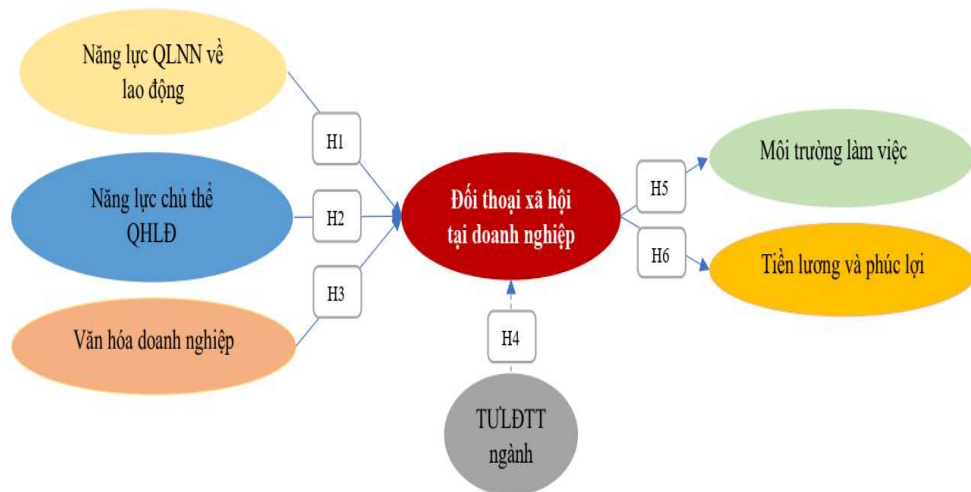 Năng lực QLNN về
lao động
H1
Năng lực chủ thể
QHLĐ
H2
Văn hóa doanh nghiệp
H3
Đối thoại xã hội
tại doanh nghiệp
H4
TƯLĐTT
ngành
H5
Môi trường làm việc
H6
Tiền lương và phúc lợi